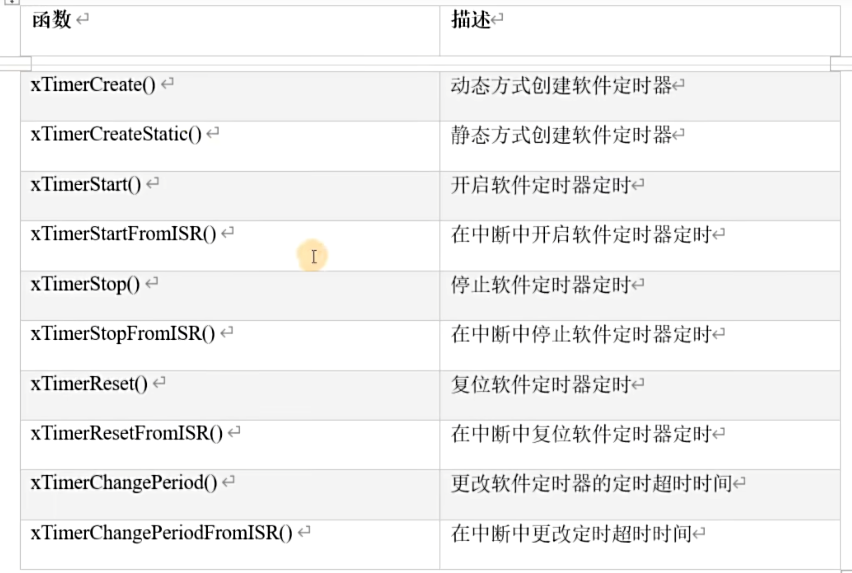 函数 描述
xTimerCreate() 动态方式创建软件定时器
xTimerCreateStatic() 静态方式创建软件定时器
xTimerStart() 开启软件定时器定时
xTimerStartFromISR() 在中断中开启软件定时器定时
xTimerStop() 停止软件定时器定时
xTimerStopFromISR() 在中断中停止软件定时器定时
xTimerReset() 复位软件定时器定时
xTimerResetFromISR() 在中断中复位软件定时器定时
xTimerChangePeriod() 更改软件定时器的定时超时时间
xTimerChangePeriodFromISR() 在中断中更改定时超时时间